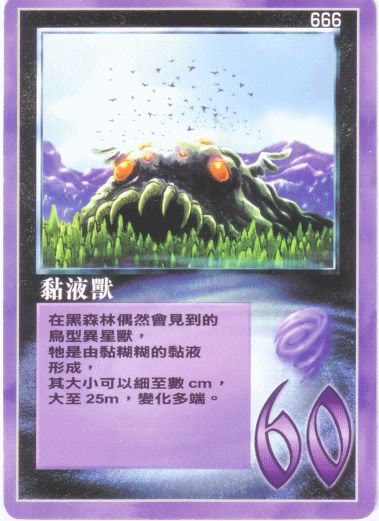 666
黏液獸
在黑森林偶然會見到的
鳥型異星獸，
牠是由黏糊糊的黏液
形成，
其大小可以細至數cm，
大至25m，變化多端。
60